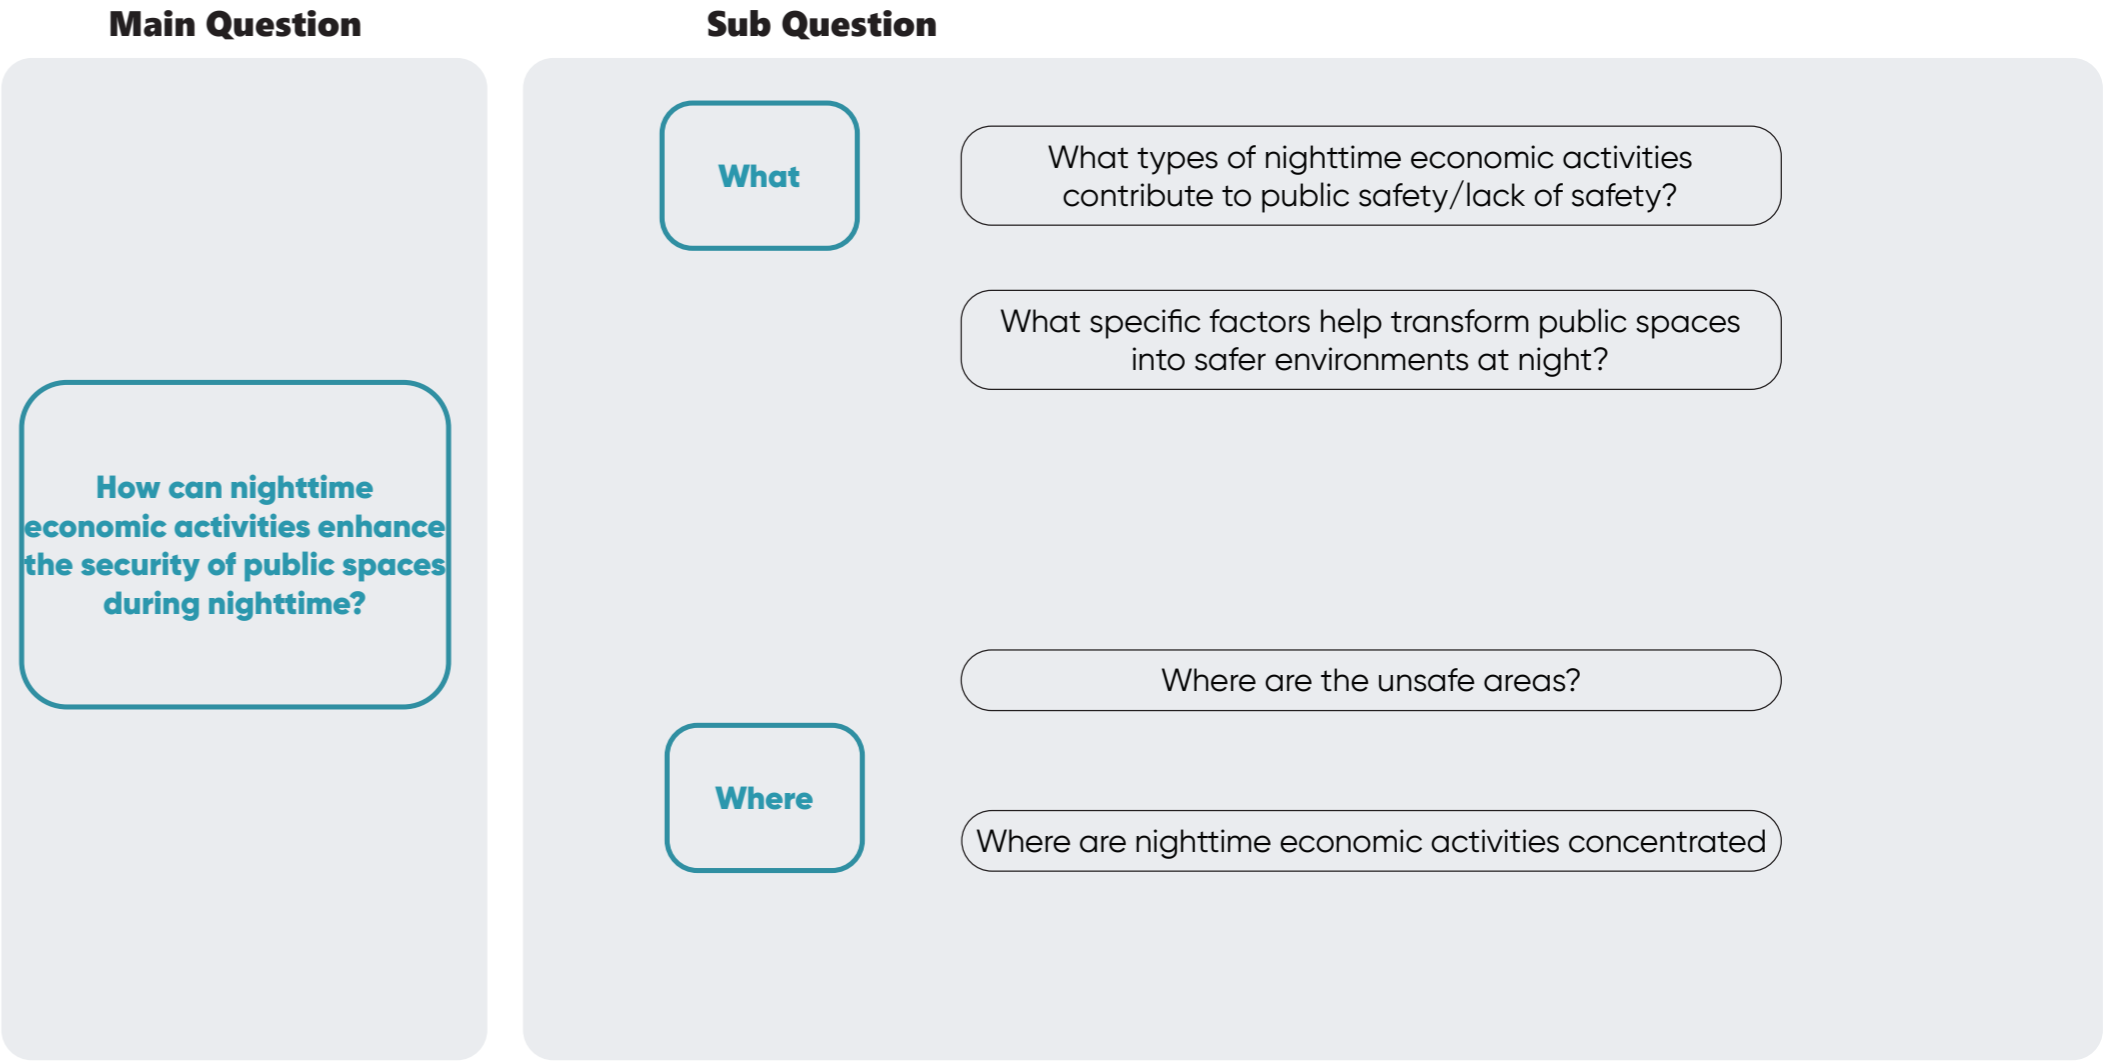 Main Question
Sub Question
How can nighttime
economic activities enhance
the security of public spaces
during nighttime?
What
What types of nighttime economic activities
contribute to public safety/lack of safety?
What specific factors help transform public spaces
into safer environments at night?
Where
Where are the unsafe areas?
Where are nighttime economic activities concentrated